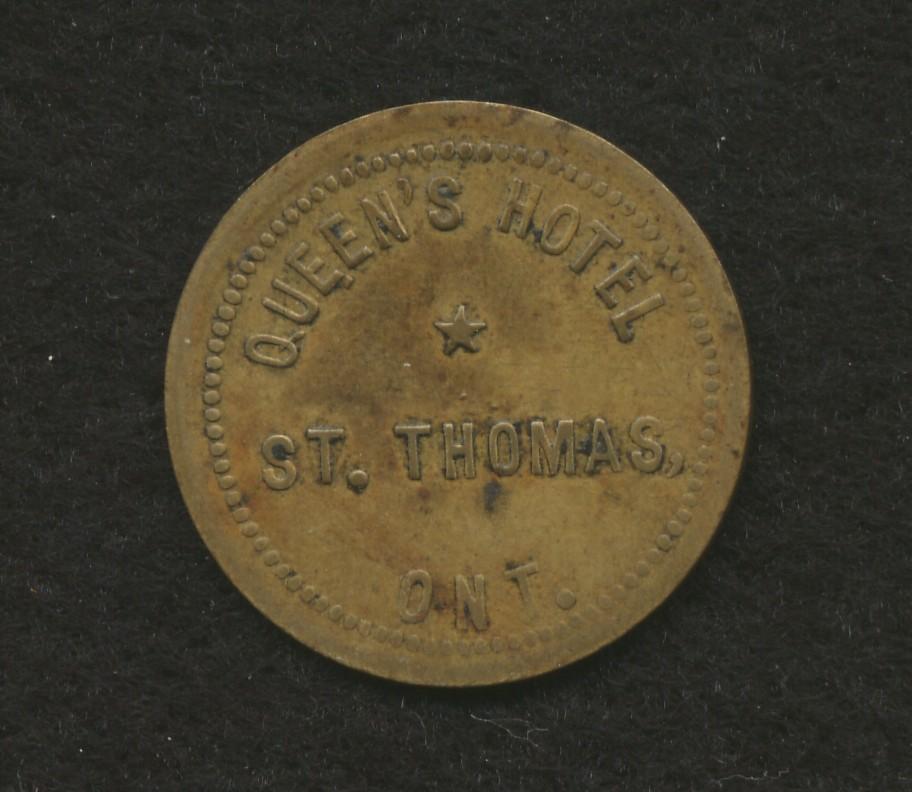 QUEEN'S HOTEL
ST. THOMAS,
ONT.